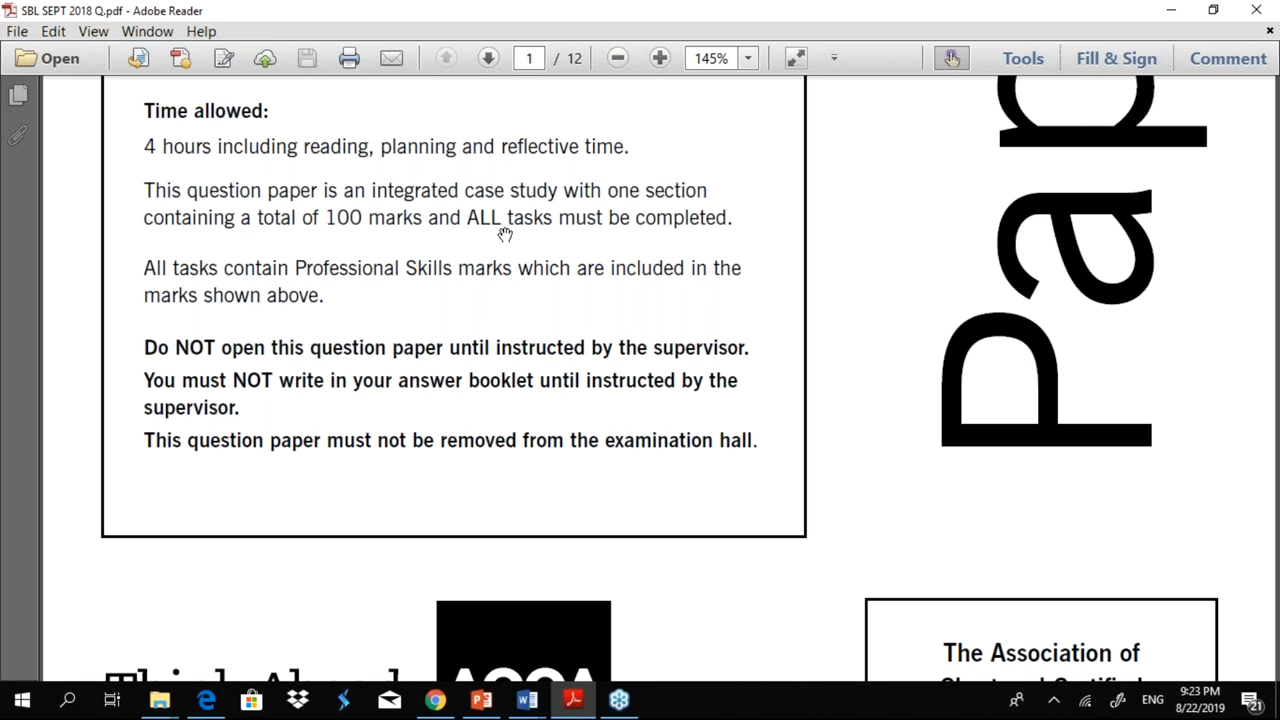 SBL SEPT 2018 Q.pdf - Adobe Reader
File Edit View Window Help
Open 1 / 12 145% Tools Fill & Sign Comment
Time allowed:
4 hours including reading, planning and reflective time.
This question paper is an integrated case study with one section
containing a total of 100 marks and ALL tasks must be completed.
All tasks contain Professional Skills marks which are included in the
marks shown above.
Do NOT open this question paper until instructed by the supervisor.
You must NOT write in your answer booklet until instructed by the
supervisor.
This question paper must not be removed from the examination hall.
Pap
The Association of
Think Ahead ACCA
ENG 9:23 PM
8/22/2019 21